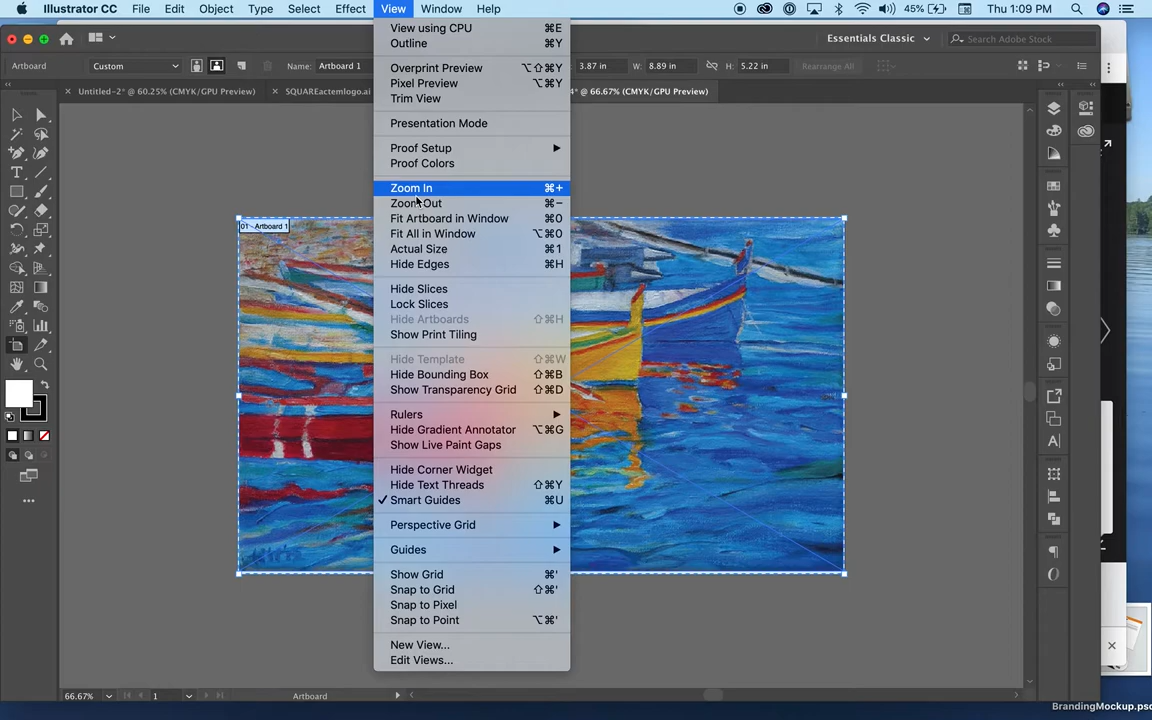 Illustrator CC File Edit Object Type Select Effect View Window Help 45% Thu 1:09 PM
Essentials Classic Search Adobe Stock
Artboard Custom Name: Artboard 1 3.87 in W: 8.89 in H: 5.22 in Rearrange All
× Untitled-2* @ 60.25% (CMYK/GPU Preview) × SQUAREactemlogo.ai 4* @ 66.67% (CMYK/GPU Preview)
View using CPU ⌘E
Outline ⌘Y
Overprint Preview ⌥⇧⌘Y
Pixel Preview ⌥⌘Y
Trim View
Presentation Mode
Proof Setup
Proof Colors
Zoom In ⌘+
Zoom Out ⌘−
Fit Artboard in Window ⌘0
Fit All in Window ⌥⌘0
Actual Size ⌘1
Hide Edges ⌘H
Hide Slices
Lock Slices
Hide Artboards ⇧⌘H
Show Print Tiling
Hide Template ⇧⌘W
Hide Bounding Box ⇧⌘B
Show Transparency Grid ⇧⌘D
Rulers
Hide Gradient Annotator ⌥⌘G
Show Live Paint Gaps
Hide Corner Widget
Hide Text Threads ⇧⌘Y
✓ Smart Guides ⌘U
Perspective Grid
Guides
Show Grid ⌘'
Snap to Grid ⇧⌘'
Snap to Pixel
Snap to Point ⌥⌘'
New View...
Edit Views...
01 - Artboard 1
66.67% 1 Artboard
BrandingMockup.psd